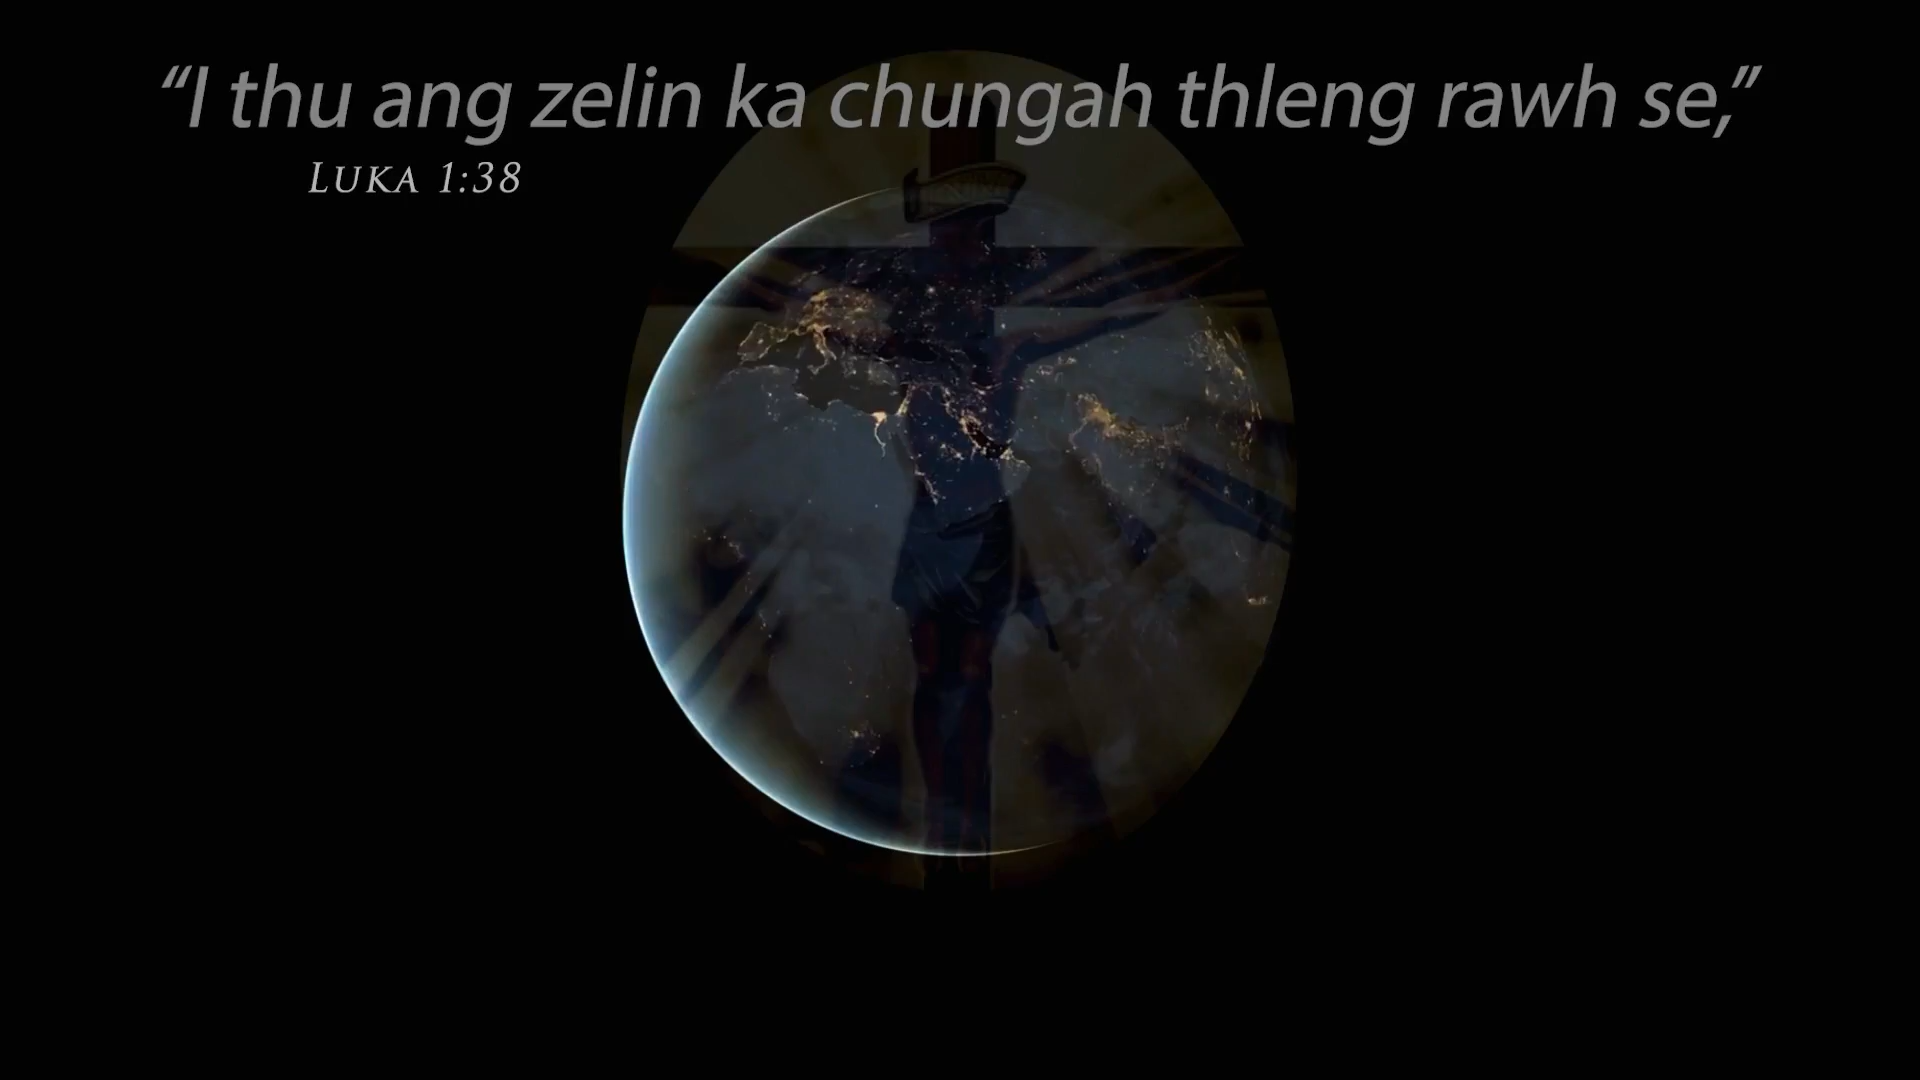 “I thu ang zelin ka chungah thleng rawh se,”
Luka 1:38